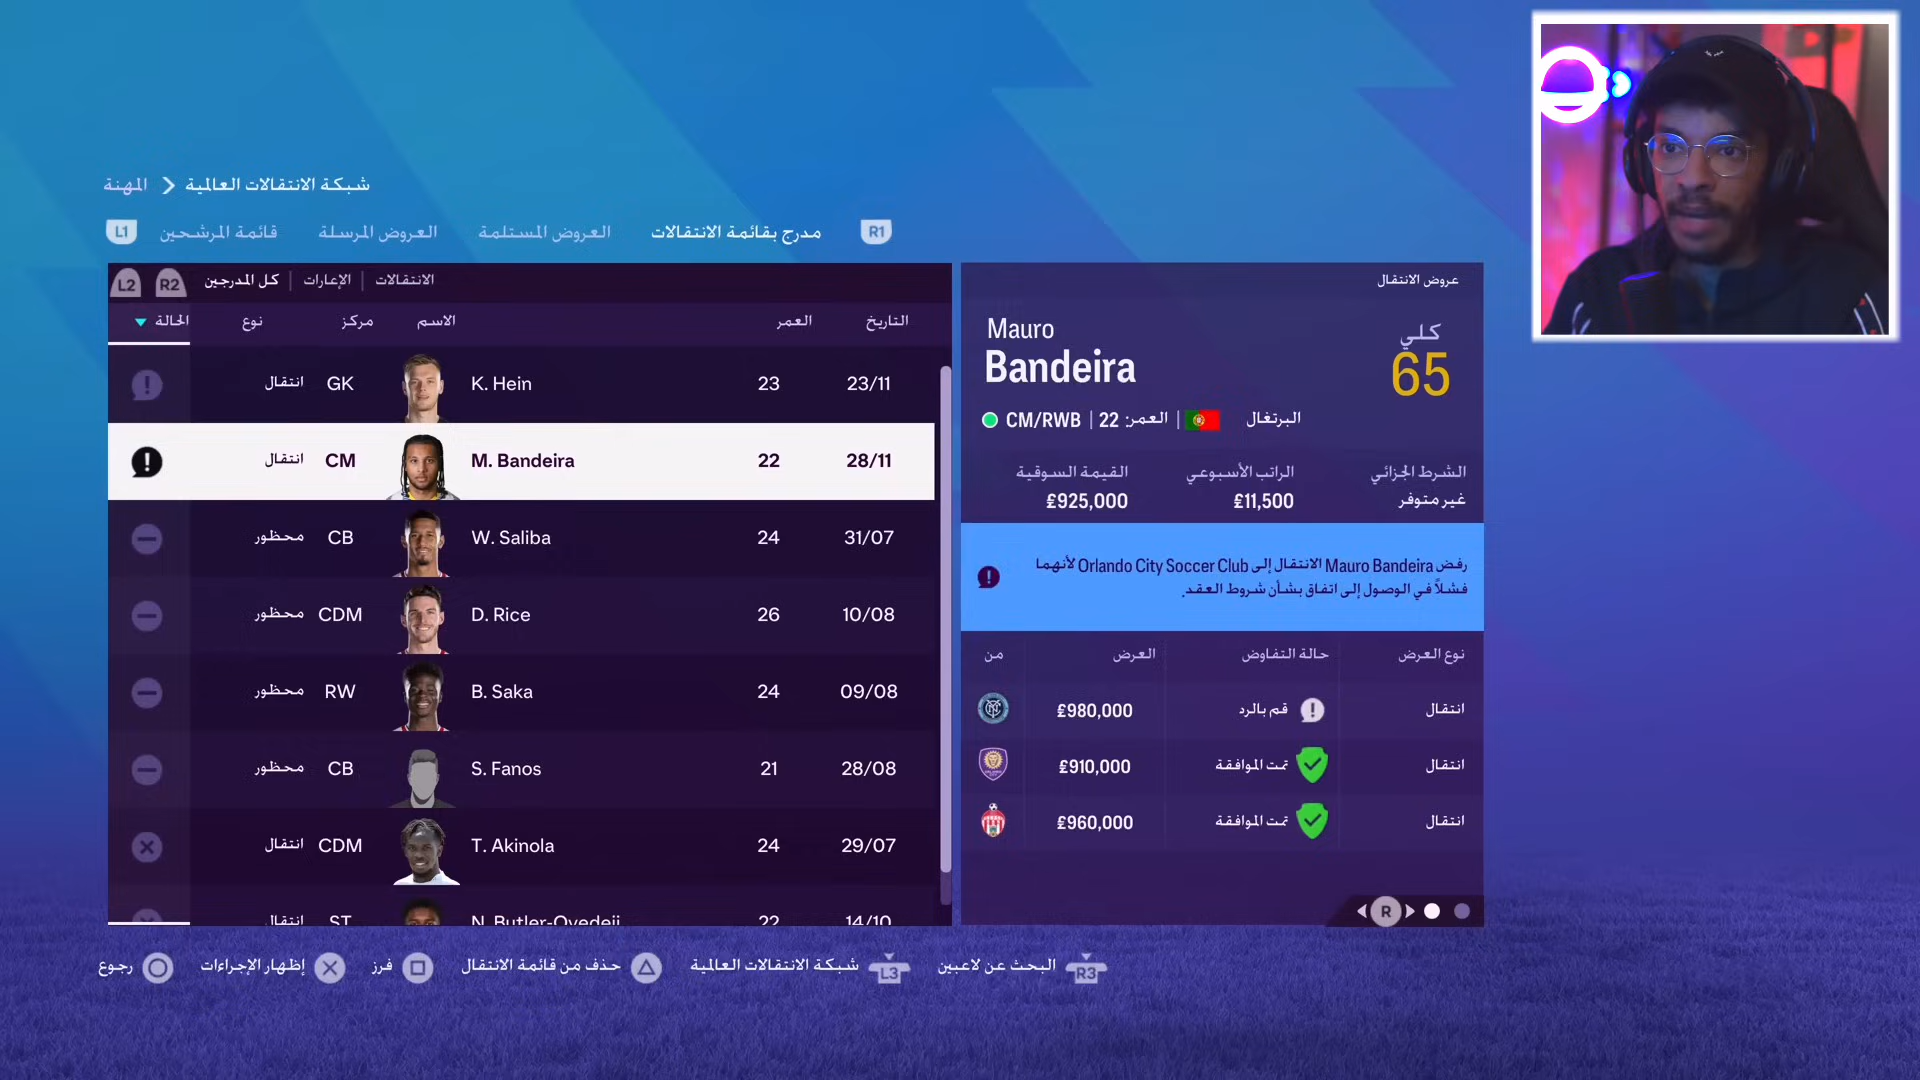 المهنة > شبكة الانتقالات العالمية
L1 قائمة المرشحين العروض المرسلة العروض المستلمة مدرج بقائمة الانتقالات R1
L2 R2 كل المدرجين | الإعارات | الانتقالات
الحالة نوع مركز الاسم العمر التاريخ
انتقال GK K. Hein 23 23/11
انتقال CM M. Bandeira 22 28/11
محظور CB W. Saliba 24 31/07
محظور CDM D. Rice 26 10/08
محظور RW B. Saka 24 09/08
محظور CB S. Fanos 21 28/08
انتقال CDM T. Akinola 24 29/07
انتقال ST N. Butler-Oyedeji 22 14/10
عروض الانتقال
Mauro
Bandeira
كلي
65
CM/RWB | 22 العمر: | البرتغال
القيمة السوقية الراتب الأسبوعي الشرط الجزائي
£925,000 £11,500 غير متوفر
رفض Mauro Bandeira الانتقال إلى Orlando City Soccer Club لأنهما
فشلاً في الوصول إلى اتفاق بشأن شروط العقد.
من العرض حالة التفاوض نوع العرض
£980,000 قم بالرد انتقال
£910,000 تمت الموافقة انتقال
£960,000 تمت الموافقة انتقال
R
رجوع إظهار الإجراءات فرز حذف من قائمة الانتقال شبكة الانتقالات العالمية L3 البحث عن لاعبين R3